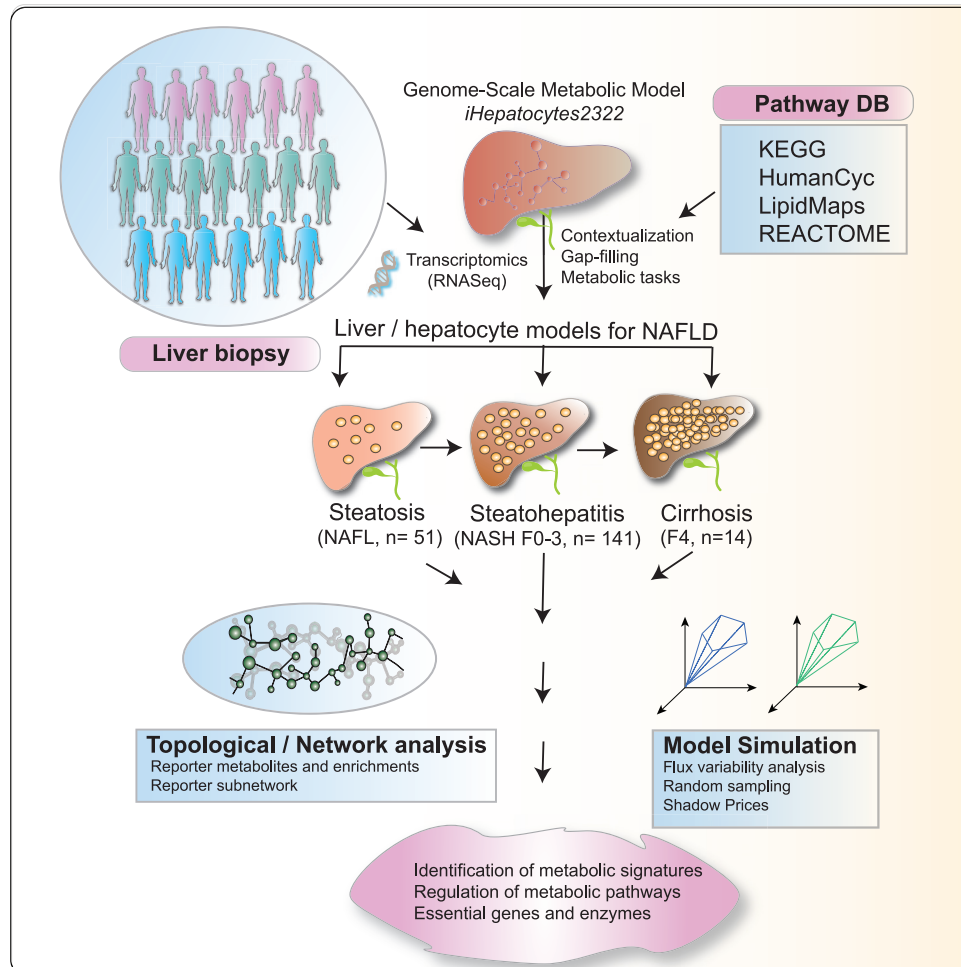 Genome-Scale Metabolic Model
iHepatocytes2322
Pathway DB
KEGG
HumanCyc
LipidMaps
REACTOME
Transcriptomics
(RNASeq)
Contextualization
Gap-filling
Metabolic tasks
Liver biopsy
Liver / hepatocyte models for NAFLD
Steatosis
(NAFL, n= 51)
Steatohepatitis
(NASH F0-3, n= 141)
Cirrhosis
(F4, n=14)
Topological / Network analysis
Reporter metabolites and enrichments
Reporter subnetwork
Model Simulation
Flux variability analysis
Random sampling
Shadow Prices
Identification of metabolic signatures
Regulation of metabolic pathways
Essential genes and enzymes